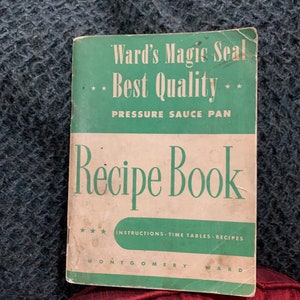 Ward's Magic Seal
Best Quality
PRESSURE SAUCE PAN
Recipe Book
INSTRUCTIONS · TIME TABLES · RECIPES
MONTGOMERY WARD